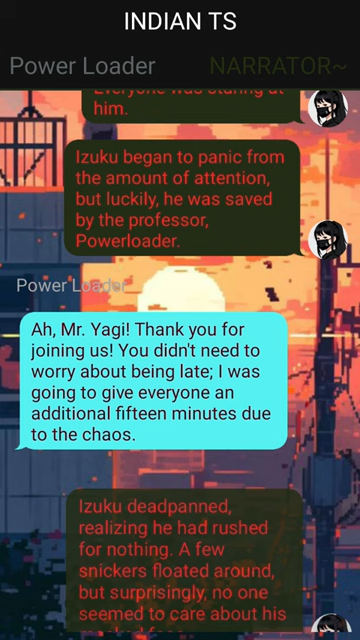 INDIAN TS
Power Loader NARRATOR~
Everyone was staring at
him.
Izuku began to panic from
the amount of attention,
but luckily, he was saved
by the professor,
Powerloader.
Power Loader
Ah, Mr. Yagi! Thank you for
joining us! You didn't need to
worry about being late; I was
going to give everyone an
additional fifteen minutes due
to the chaos.
Izuku deadpanned,
realizing he had rushed
for nothing. A few
snickers floated around,
but surprisingly, no one
seemed to care about his